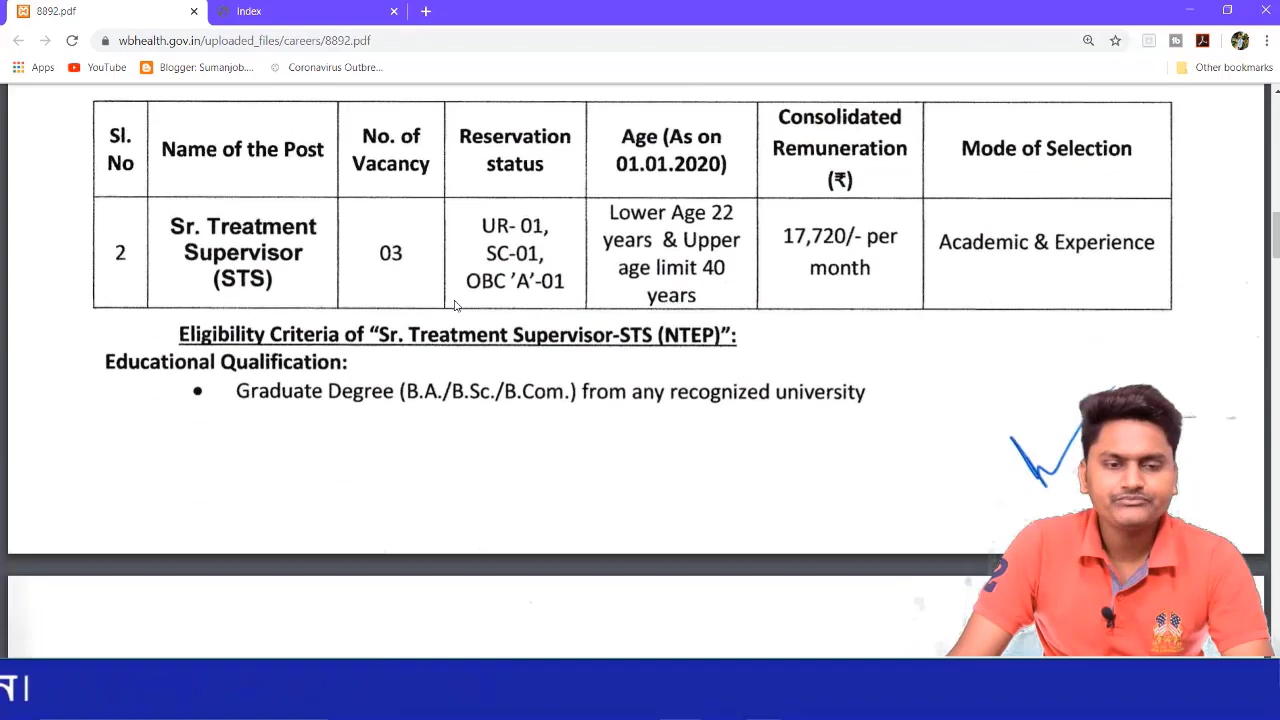 8892.pdf
Index
wbhealth.gov.in/uploaded_files/careers/8892.pdf
Apps
YouTube
Blogger: Sumanjob....
Coronavirus Outbre...
Other bookmarks
Sl. No
Name of the Post
No. of Vacancy
Reservation status
Age (As on 01.01.2020)
Consolidated Remuneration (₹)
Mode of Selection
2
Sr. Treatment Supervisor (STS)
03
UR- 01, SC-01, OBC 'A'-01
Lower Age 22 years & Upper age limit 40 years
17,720/- per month
Academic & Experience
Eligibility Criteria of “Sr. Treatment Supervisor-STS (NTEP)”:
Educational Qualification:
• Graduate Degree (B.A./B.Sc./B.Com.) from any recognized university
ন।